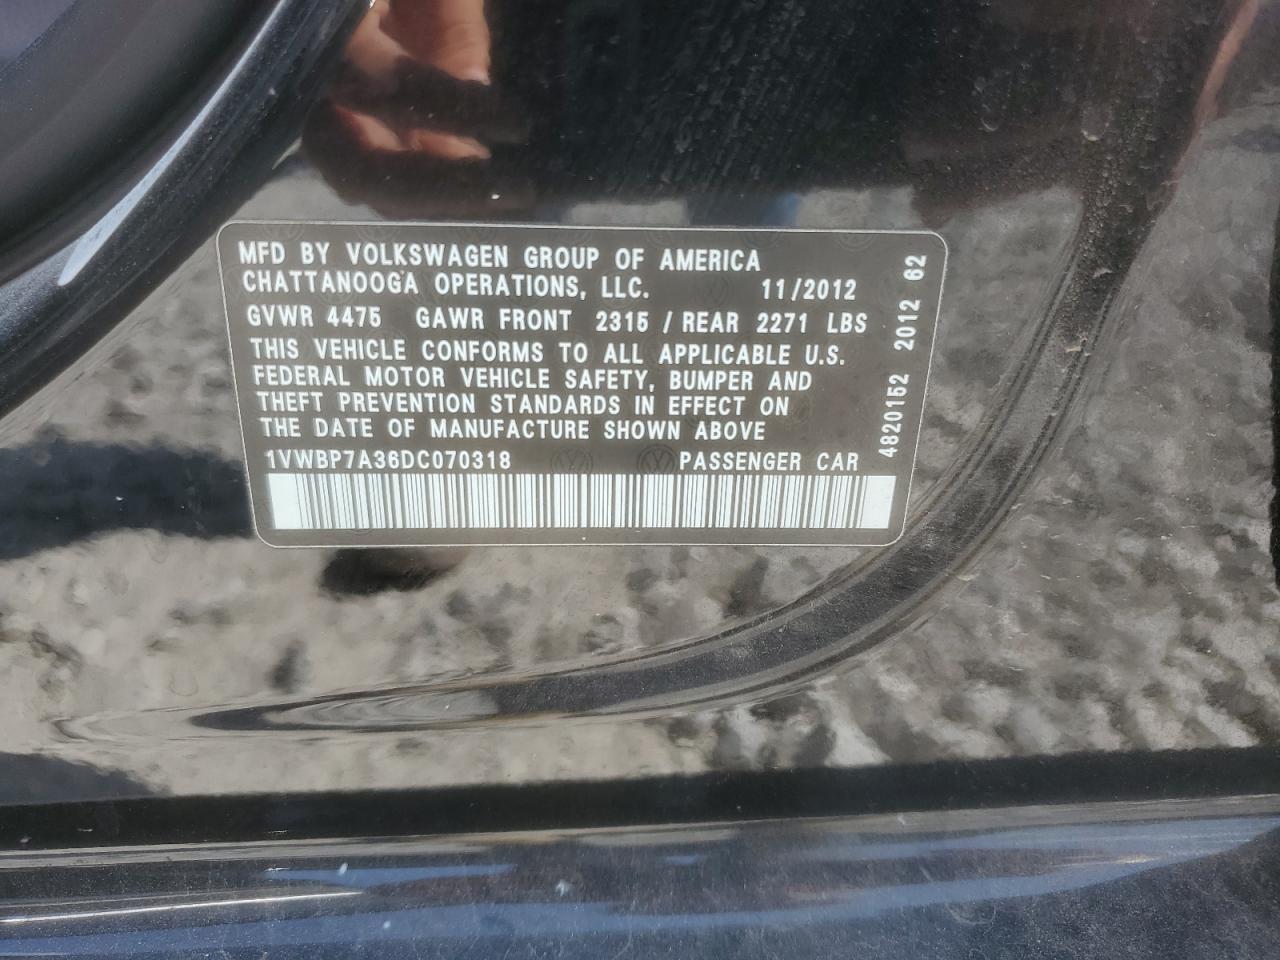 MFD BY VOLKSWAGEN GROUP OF AMERICA
CHATTANOOGA OPERATIONS, LLC. 11/2012
GVWR 4475 GAWR FRONT 2315 / REAR 2271 LBS
THIS VEHICLE CONFORMS TO ALL APPLICABLE U.S.
FEDERAL MOTOR VEHICLE SAFETY, BUMPER AND
THEFT PREVENTION STANDARDS IN EFFECT ON
THE DATE OF MANUFACTURE SHOWN ABOVE
1VWBP7A36DC070318 PASSENGER CAR
4820152 2012 62